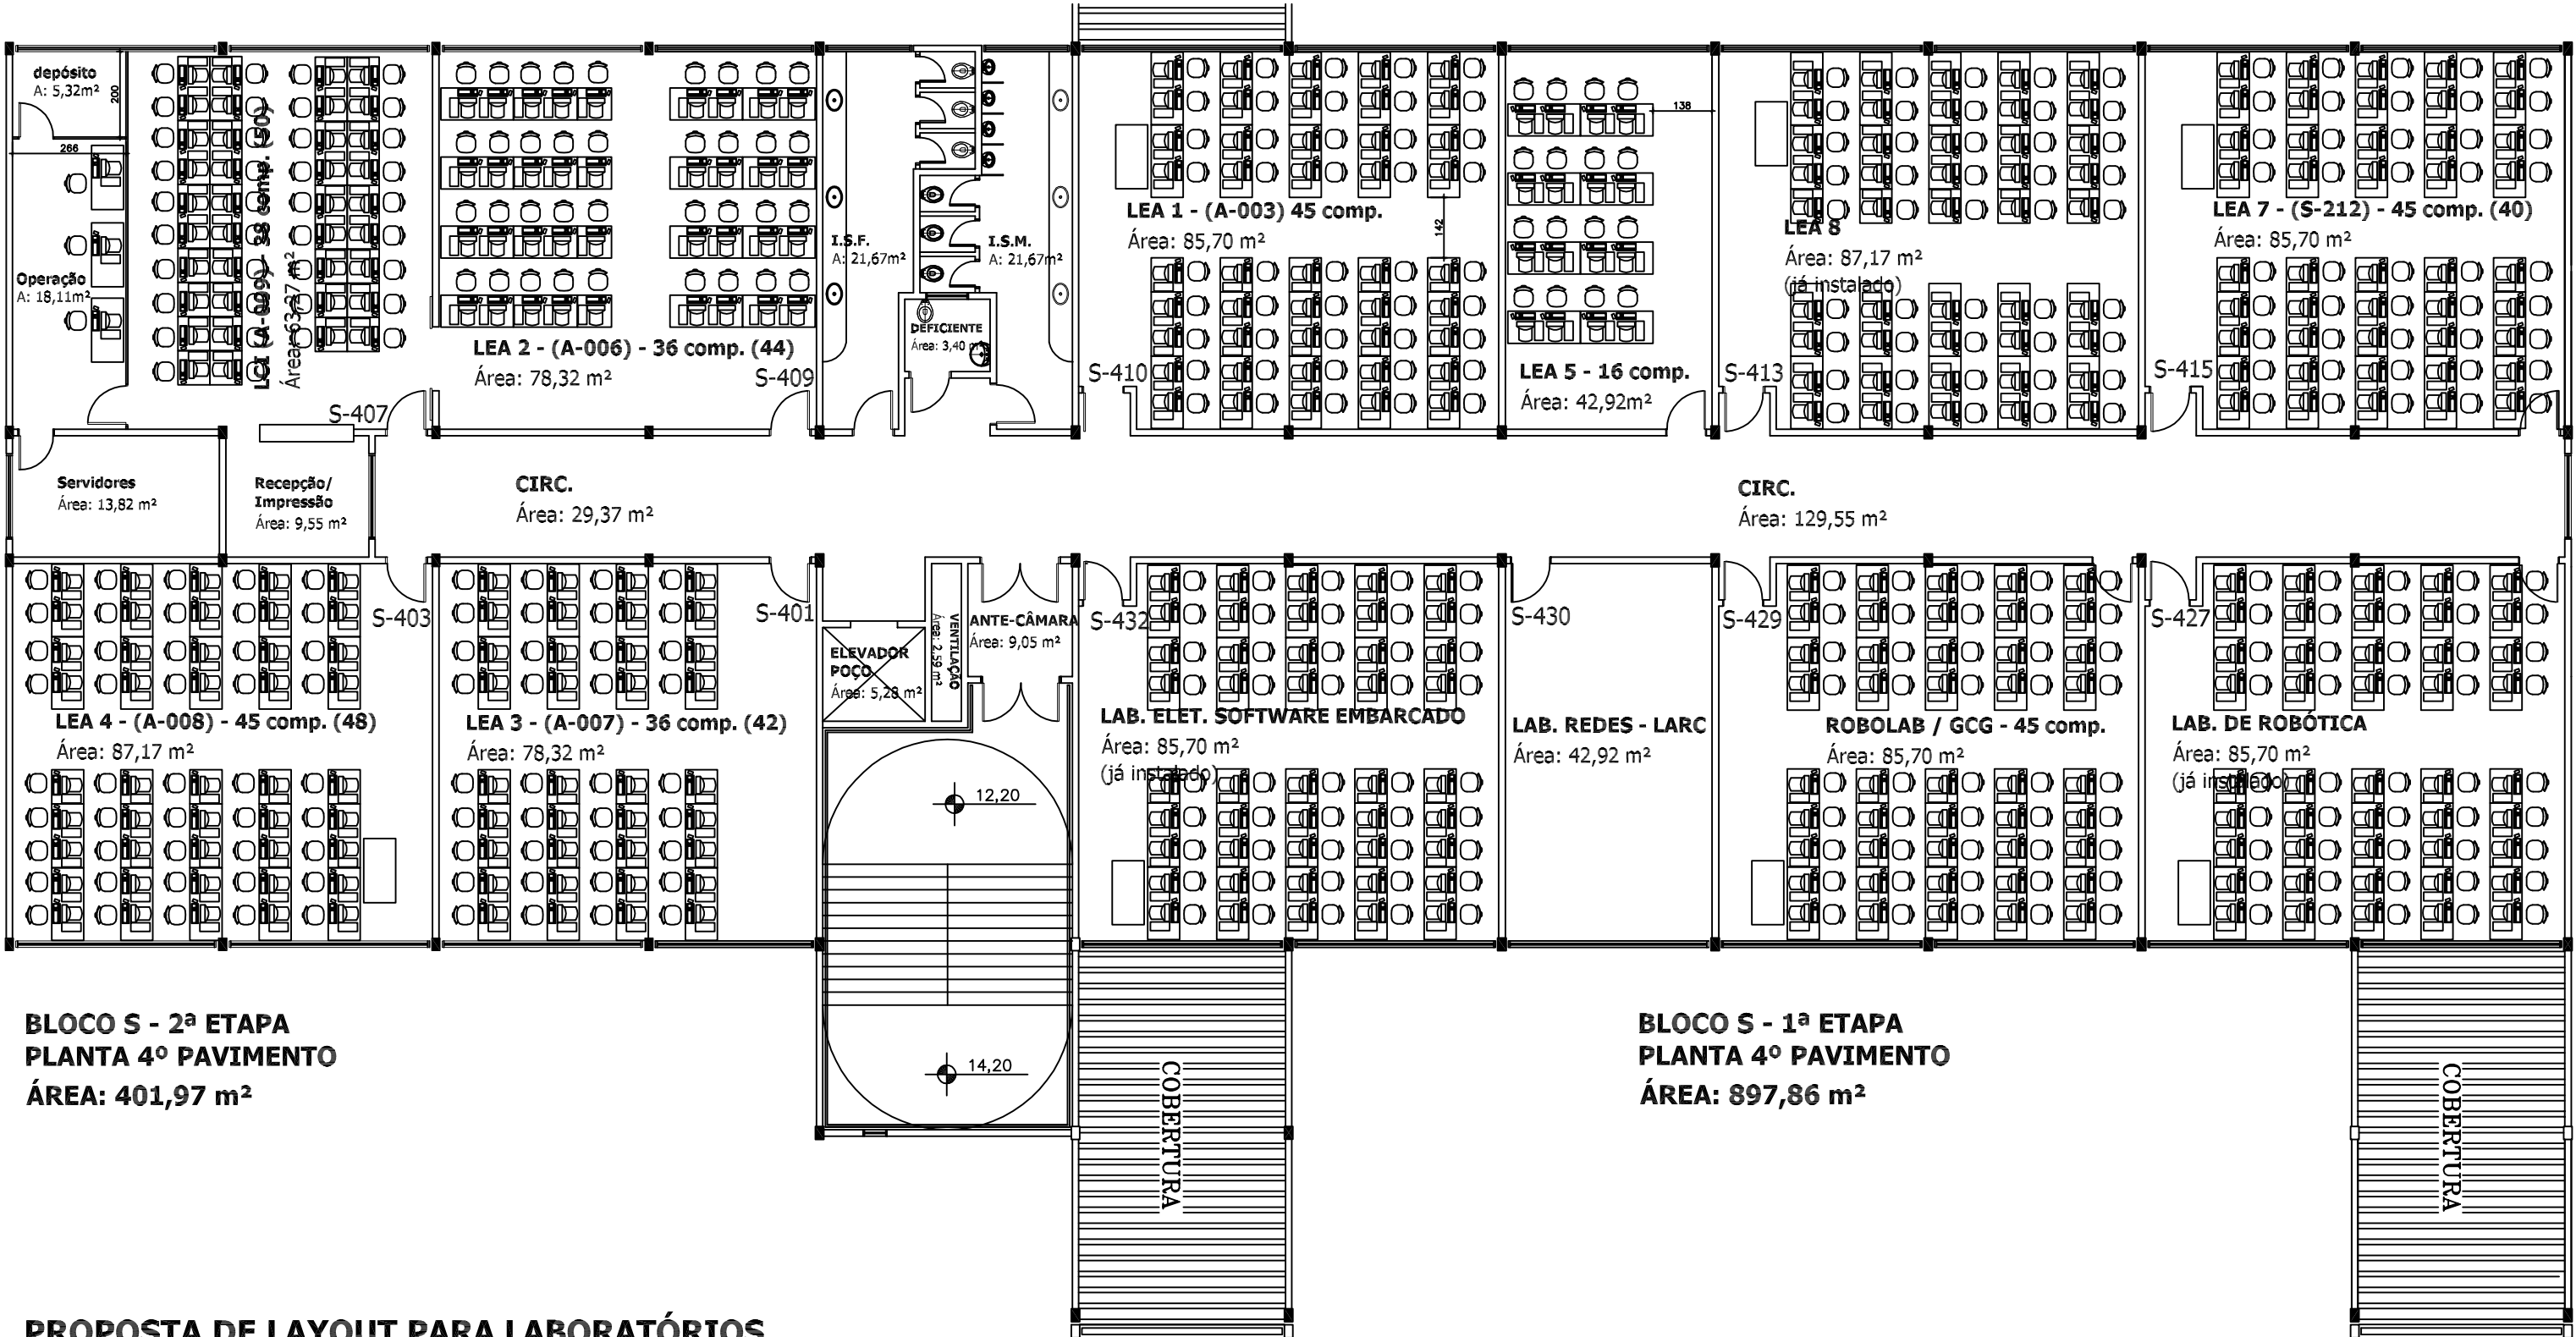 depósito
A: 5,32m²
200
266
Operação
A: 18,11m²
LCI (A-009) - 38 comp. (50)
Área: 63,27 m²
S-407
LEA 2 - (A-006) - 36 comp. (44)
Área: 78,32 m²
S-409
I.S.F.
A: 21,67m²
I.S.M.
A: 21,67m²
DEFICIENTE
Área: 3,40 m²
LEA 1 - (A-003) 45 comp.
Área: 85,70 m²
142
S-410
138
LEA 5 - 16 comp.
Área: 42,92m²
S-413
LEA 8
Área: 87,17 m²
(já instalado)
LEA 7 - (S-212) - 45 comp. (40)
Área: 85,70 m²
S-415
Servidores
Área: 13,82 m²
Recepção/
Impressão
Área: 9,55 m²
CIRC.
Área: 29,37 m²
CIRC.
Área: 129,55 m²
S-403
LEA 4 - (A-008) - 45 comp. (48)
Área: 87,17 m²
S-401
LEA 3 - (A-007) - 36 comp. (42)
Área: 78,32 m²
ELEVADOR
POÇO
Área: 5,28 m²
VENTILAÇÃO
Área: 2,59 m²
ANTE-CÂMARA
Área: 9,05 m²
S-432
LAB. ELET. SOFTWARE EMBARCADO
Área: 85,70 m²
(já instalado)
S-430
LAB. REDES - LARC
Área: 42,92 m²
S-429
ROBOLAB / GCG - 45 comp.
Área: 85,70 m²
S-427
LAB. DE ROBÓTICA
Área: 85,70 m²
(já instalado)
12,20
14,20
BLOCO S - 2ª ETAPA
PLANTA 4º PAVIMENTO
ÁREA: 401,97 m²
BLOCO S - 1ª ETAPA
PLANTA 4º PAVIMENTO
ÁREA: 897,86 m²
COBERTURA
COBERTURA
PROPOSTA DE LAYOUT PARA LABORATÓRIOS